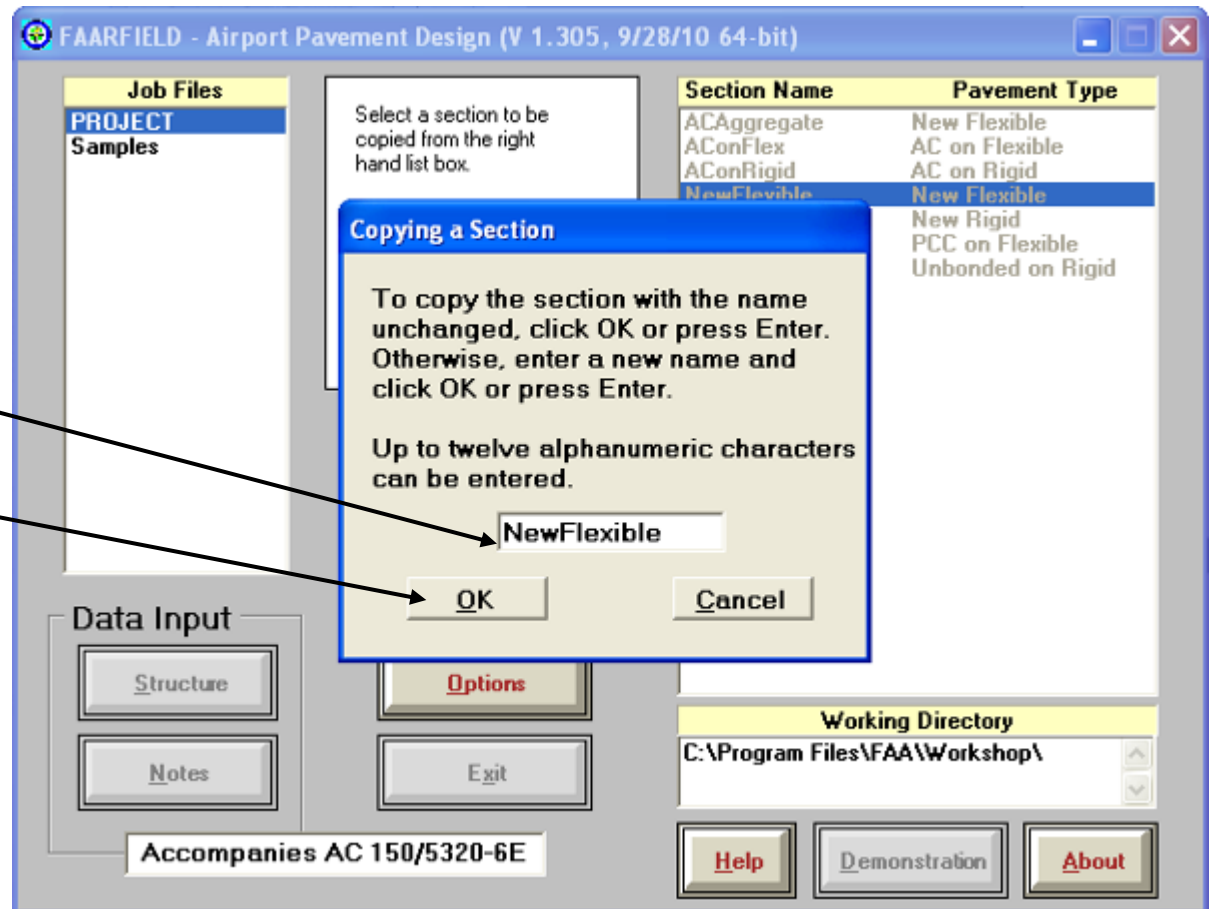 FAARFIELD - Airport Pavement Design (V 1.305, 9/28/10 64-bit)
Job Files
PROJECT
Samples
Select a section to be
copied from the right
hand list box.
Section Name Pavement Type
ACAggregate New Flexible
AConFlex AC on Flexible
AConRigid AC on Rigid
NewFlexible New Flexible
New Rigid
PCC on Flexible
Unbonded on Rigid
Copying a Section
To copy the section with the name
unchanged, click OK or press Enter.
Otherwise, enter a new name and
click OK or press Enter.
Up to twelve alphanumeric characters
can be entered.
NewFlexible
OK Cancel
Data Input
Structure
Notes
Options
Exit
Accompanies AC 150/5320-6E
Working Directory
C:\Program Files\FAA\Workshop\
Help Demonstration About